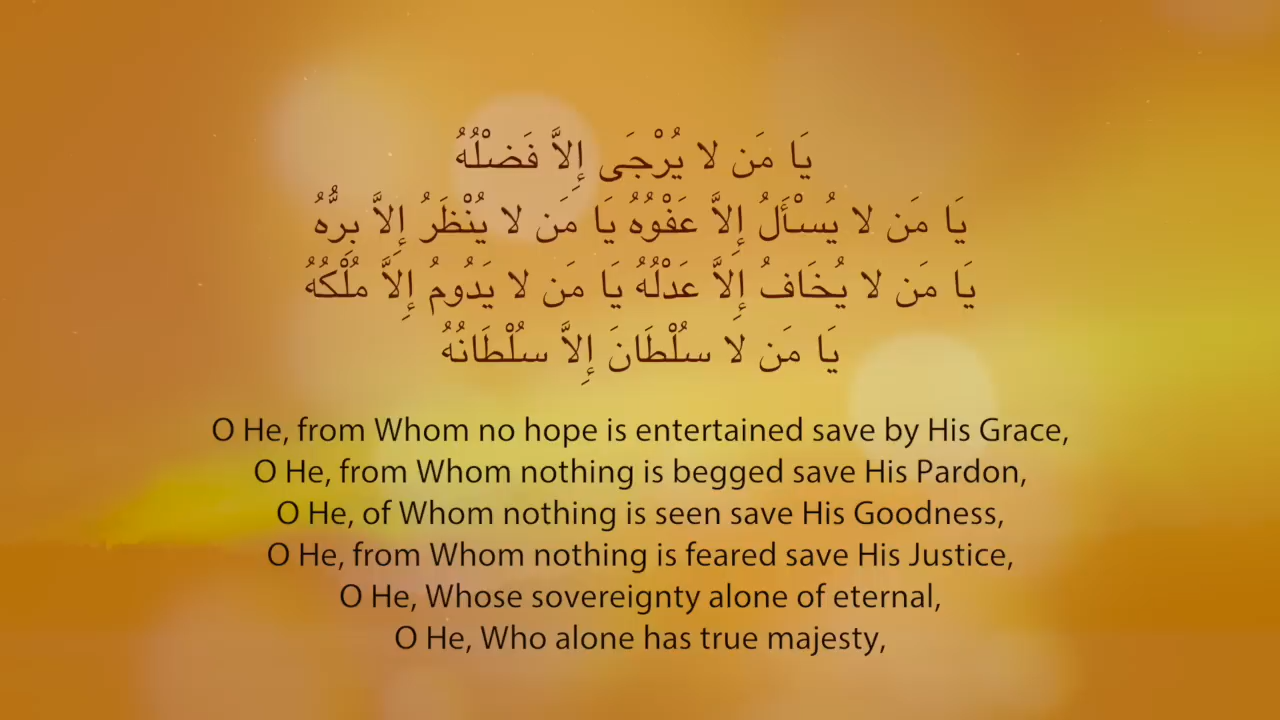 يَا مَن لا يُرْجَى إِلاَّ فَضْلُهُ
يَا مَن لا يُسْأَلُ إِلاَّ عَفْوُهُ يَا مَن لا يُنْظَرُ إِلاَّ بِرُّهُ
يَا مَن لا يُخَافُ إِلاَّ عَدْلُهُ يَا مَن لا يَدُومُ إِلاَّ مُلْكُهُ
يَا مَن لا سُلْطَانَ إِلاَّ سُلْطَانُهُ
O He, from Whom no hope is entertained save by His Grace,
O He, from Whom nothing is begged save His Pardon,
O He, of Whom nothing is seen save His Goodness,
O He, from Whom nothing is feared save His Justice,
O He, Whose sovereignty alone of eternal,
O He, Who alone has true majesty,